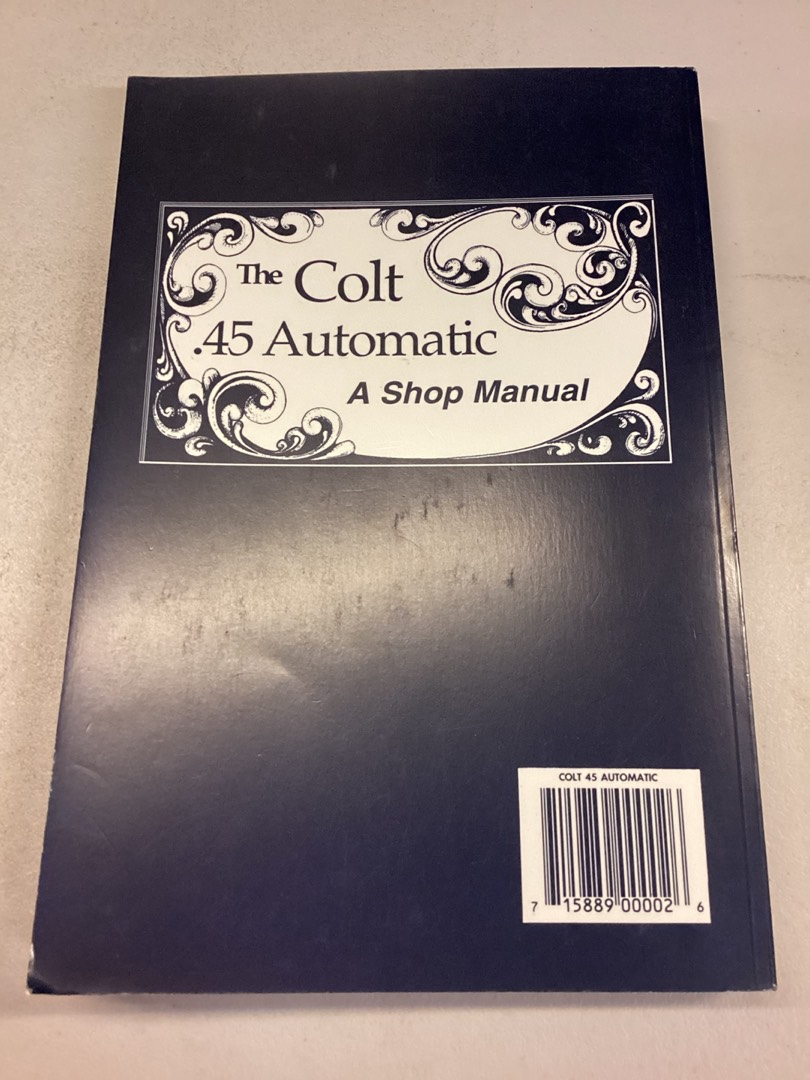 The Colt
.45 Automatic
A Shop Manual
COLT 45 AUTOMATIC
7 15889 00002 6